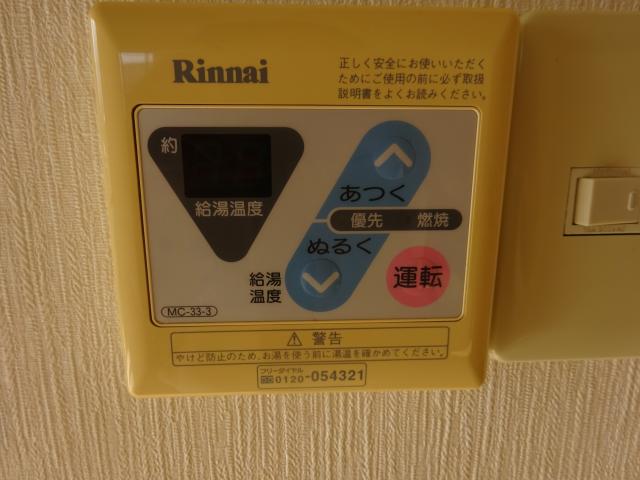 Rinnai
正しく安全にお使いいただく
ためにご使用の前に必ず取扱
説明書をよくお読みください。
約
給湯温度
あつく
優先 燃焼
ぬるく
給湯
温度
運転
MC-33-3
⚠ 警告
やけど防止のため、お湯を使う前に湯温を確かめてください。
フリーダイヤル
0120-054321